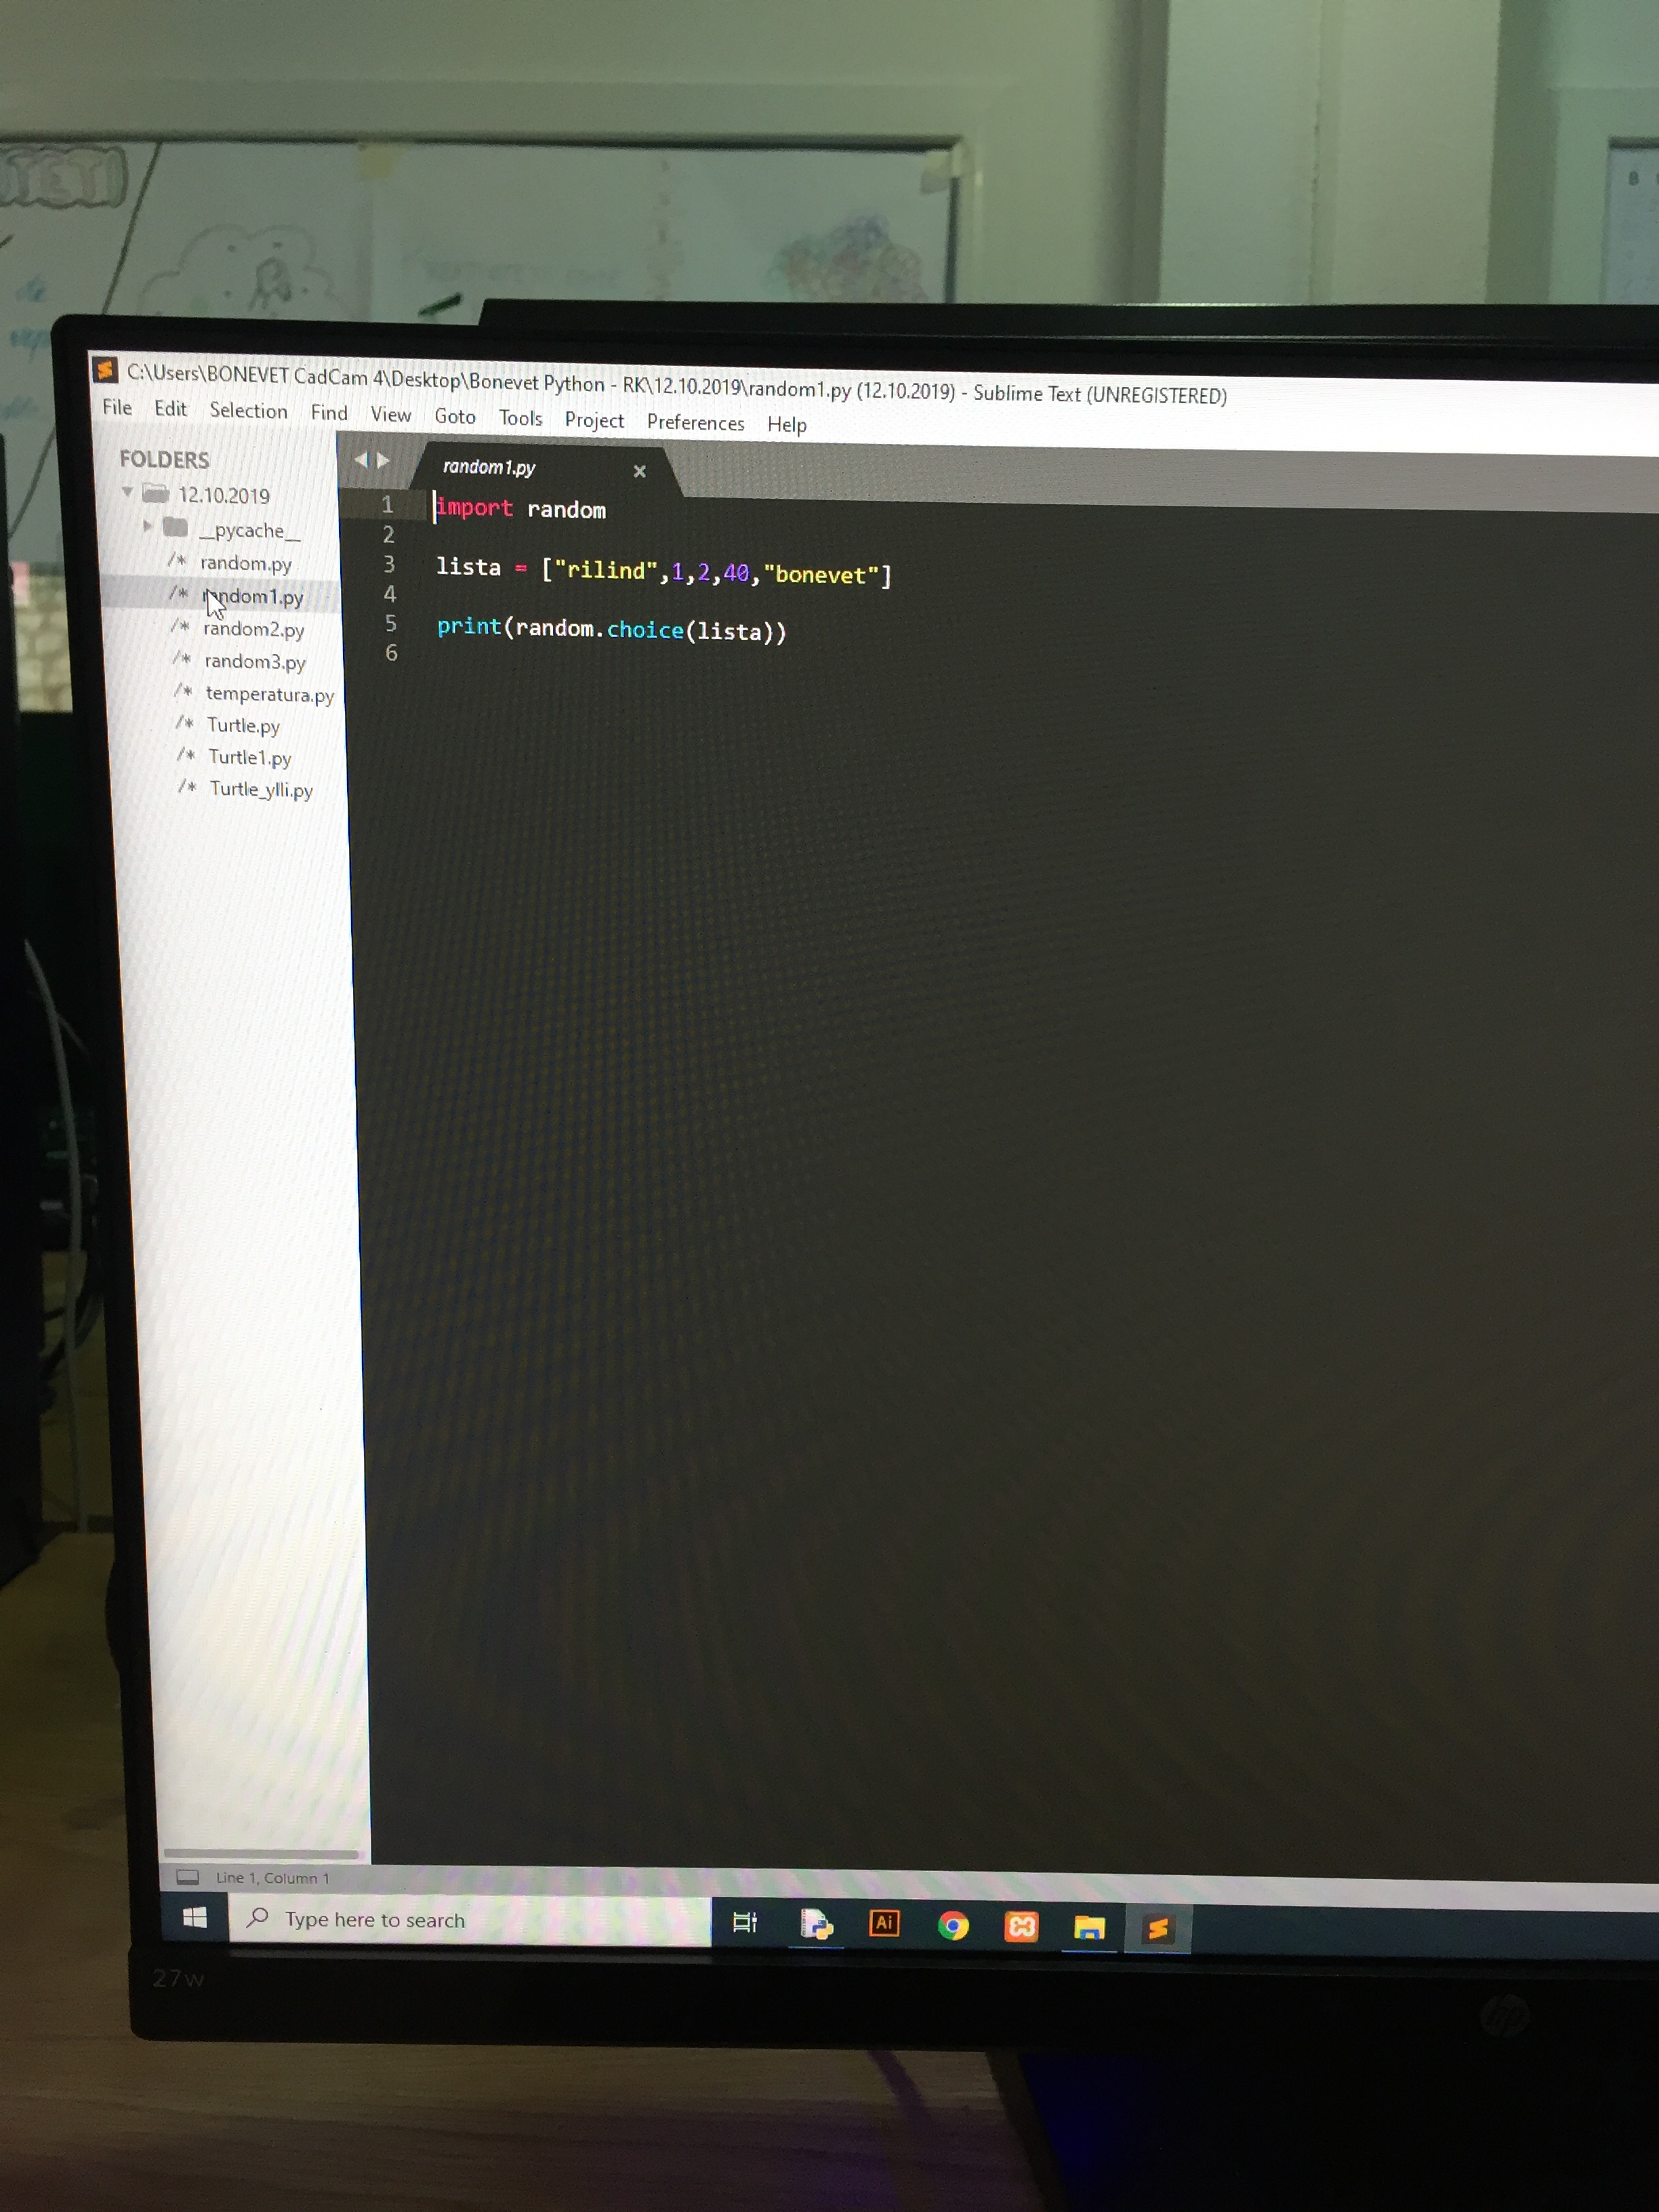 C:\Users\BONEVET CadCam 4\Desktop\Bonevet Python - RK\12.10.2019\random1.py (12.10.2019) - Sublime Text (UNREGISTERED)
File Edit Selection Find View Goto Tools Project Preferences Help
FOLDERS
12.10.2019
__pycache__
/* random.py
/* random1.py
/* random2.py
/* random3.py
/* temperatura.py
/* Turtle.py
/* Turtle1.py
/* Turtle_ylli.py
random1.py
1 import random
2
3 lista = ["rilind",1,2,40,"bonevet"]
4
5 print(random.choice(lista))
6
Line 1, Column 1
Type here to search
Ai
27w
hp